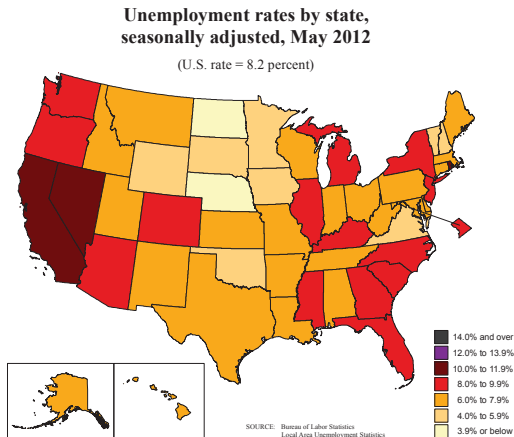 Unemployment rates by state,
seasonally adjusted, May 2012
(U.S. rate = 8.2 percent)
14.0% and over
12.0% to 13.9%
10.0% to 11.9%
8.0% to 9.9%
6.0% to 7.9%
4.0% to 5.9%
3.9% or below
SOURCE: Bureau of Labor Statistics
Local Area Unemployment Statistics